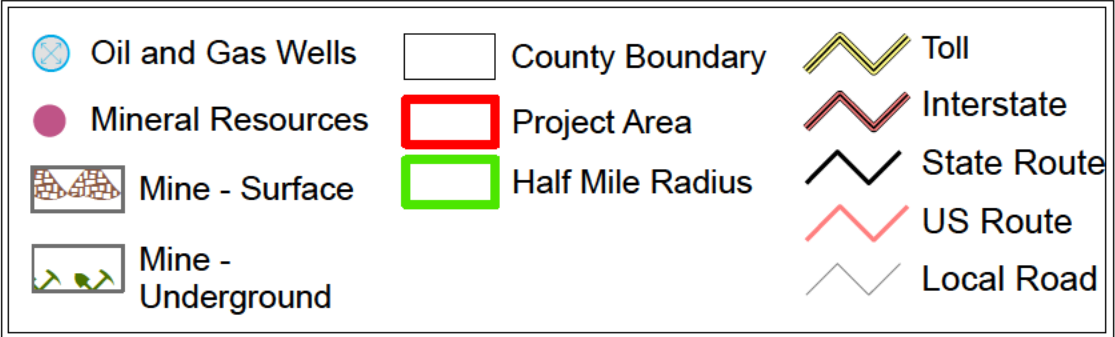 Oil and Gas Wells
Mineral Resources
Mine - Surface
Mine -
Underground
County Boundary
Project Area
Half Mile Radius
Toll
Interstate
State Route
US Route
Local Road